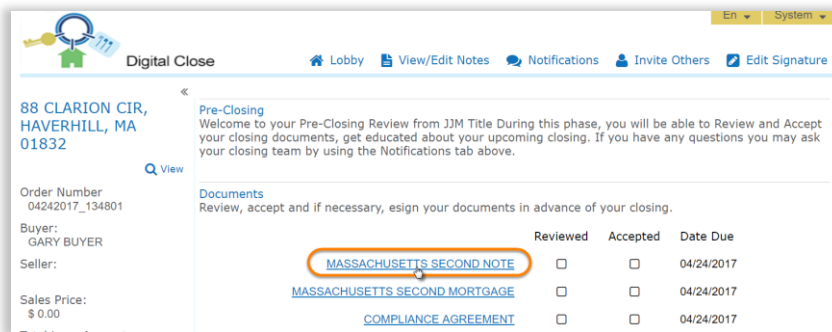 En System
Digital Close
Lobby View/Edit Notes Notifications Invite Others Edit Signature
«
88 CLARION CIR,
HAVERHILL, MA
01832
View
Order Number
04242017_134801
Buyer:
GARY BUYER
Seller:
Sales Price:
$ 0.00
Pre-Closing
Welcome to your Pre-Closing Review from JJM Title During this phase, you will be able to Review and Accept
your closing documents, get educated about your upcoming closing. If you have any questions you may ask
your closing team by using the Notifications tab above.
Documents
Review, accept and if necessary, esign your documents in advance of your closing.
Reviewed Accepted Date Due
MASSACHUSETTS SECOND NOTE 04/24/2017
MASSACHUSETTS SECOND MORTGAGE 04/24/2017
COMPLIANCE AGREEMENT 04/24/2017